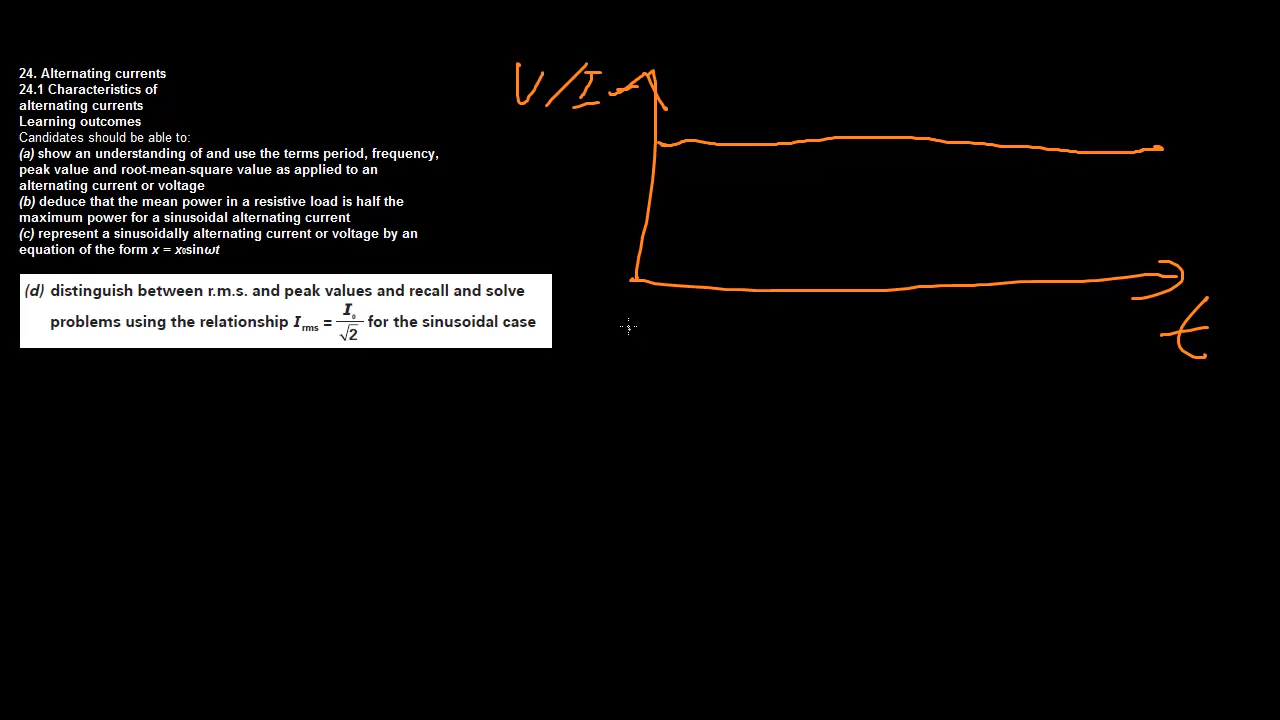 24. Alternating currents
24.1 Characteristics of
alternating currents
Learning outcomes
Candidates should be able to:
(a) show an understanding of and use the terms period, frequency,
peak value and root-mean-square value as applied to an
alternating current or voltage
(b) deduce that the mean power in a resistive load is half the
maximum power for a sinusoidal alternating current
(c) represent a sinusoidally alternating current or voltage by an
equation of the form x = x₀sinωt
(d) distinguish between r.m.s. and peak values and recall and solve
problems using the relationship I rms = I₀/√2 for the sinusoidal case
V/I
t